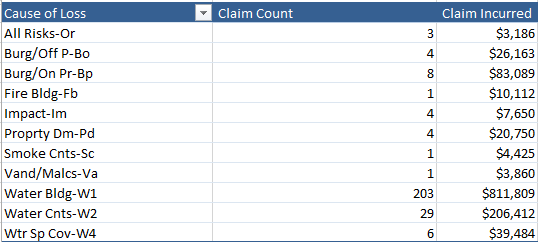 Cause of Loss Claim Count Claim Incurred
All Risks-Or 3 $3,186
Burg/Off P-Bo 4 $26,163
Burg/On Pr-Bp 8 $83,089
Fire Bldg-Fb 1 $10,112
Impact-Im 4 $7,650
Proprty Dm-Pd 4 $20,750
Smoke Cnts-Sc 1 $4,425
Vand/Malcs-Va 1 $3,860
Water Bldg-W1 203 $811,809
Water Cnts-W2 29 $206,412
Wtr Sp Cov-W4 6 $39,484